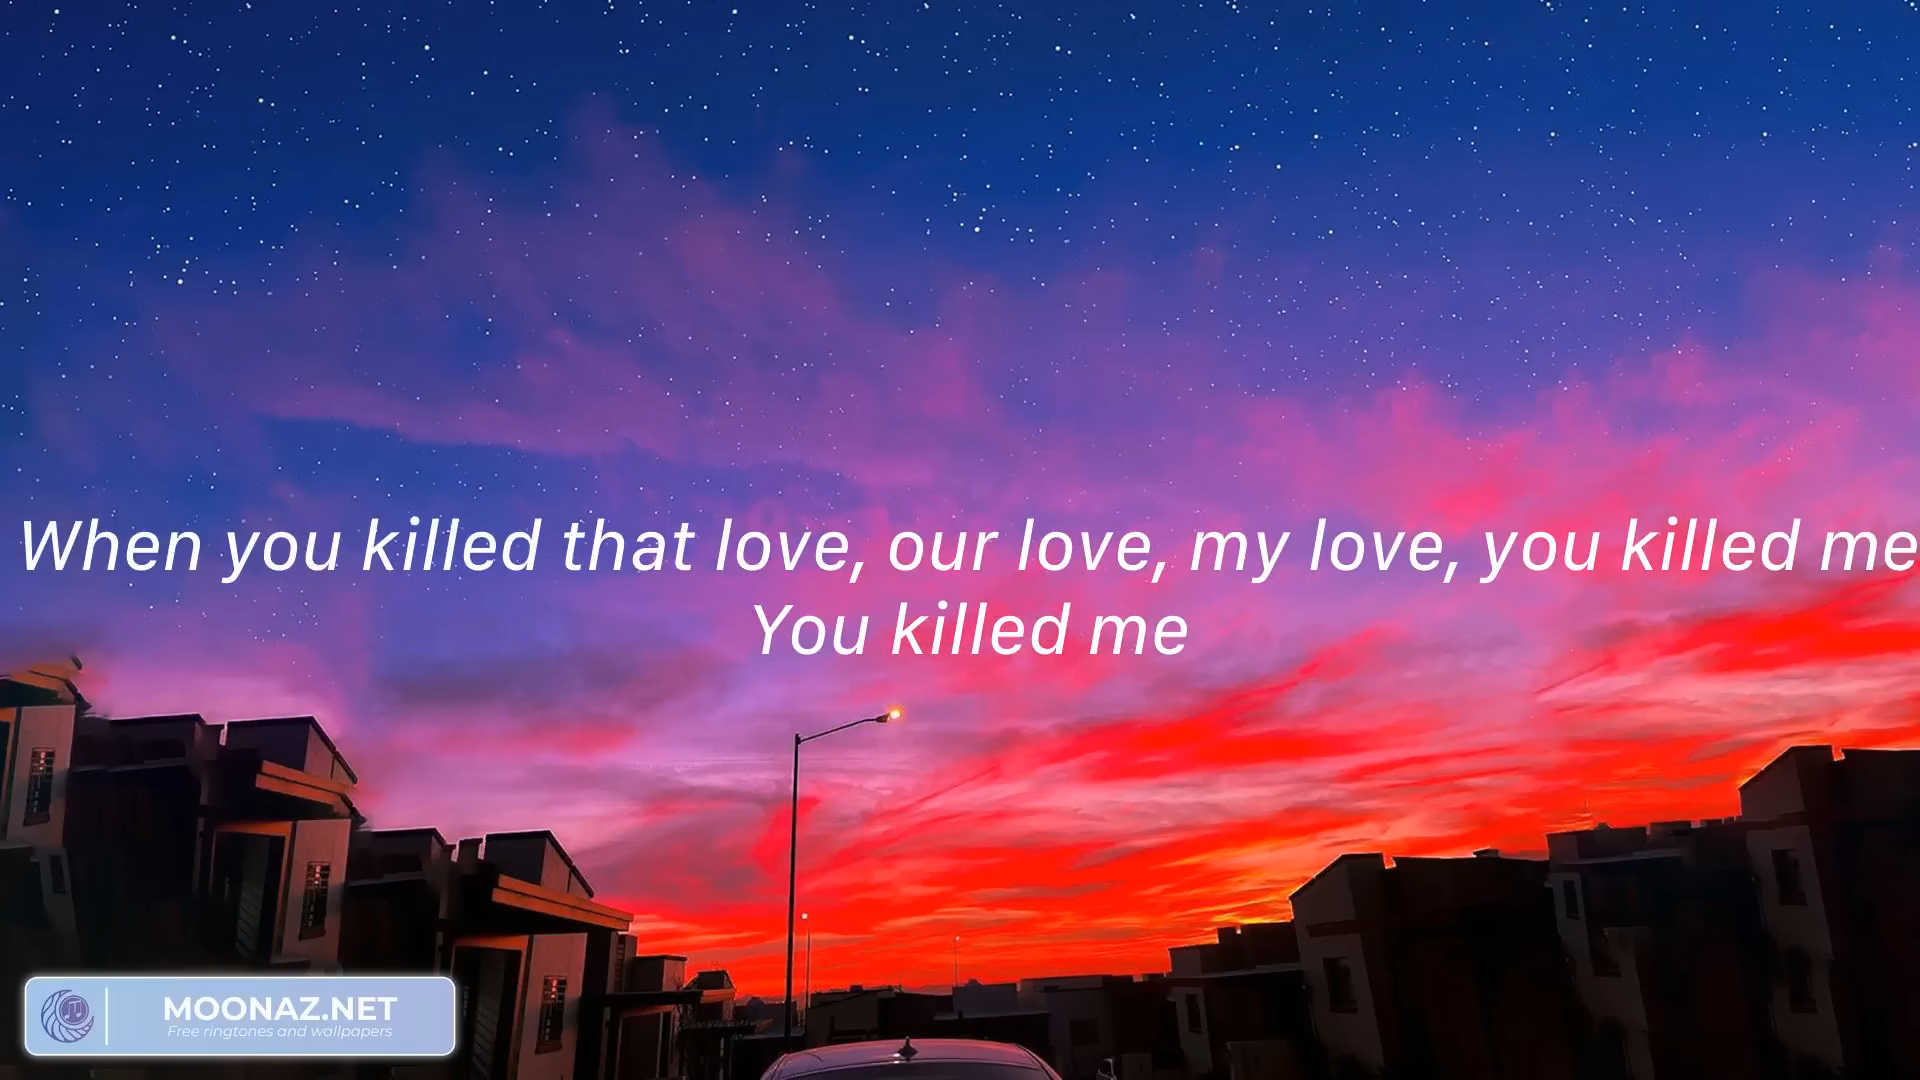 When you killed that love, our love, my love, you killed me
You killed me
MOONAZ.NET
Free ringtones and wallpapers